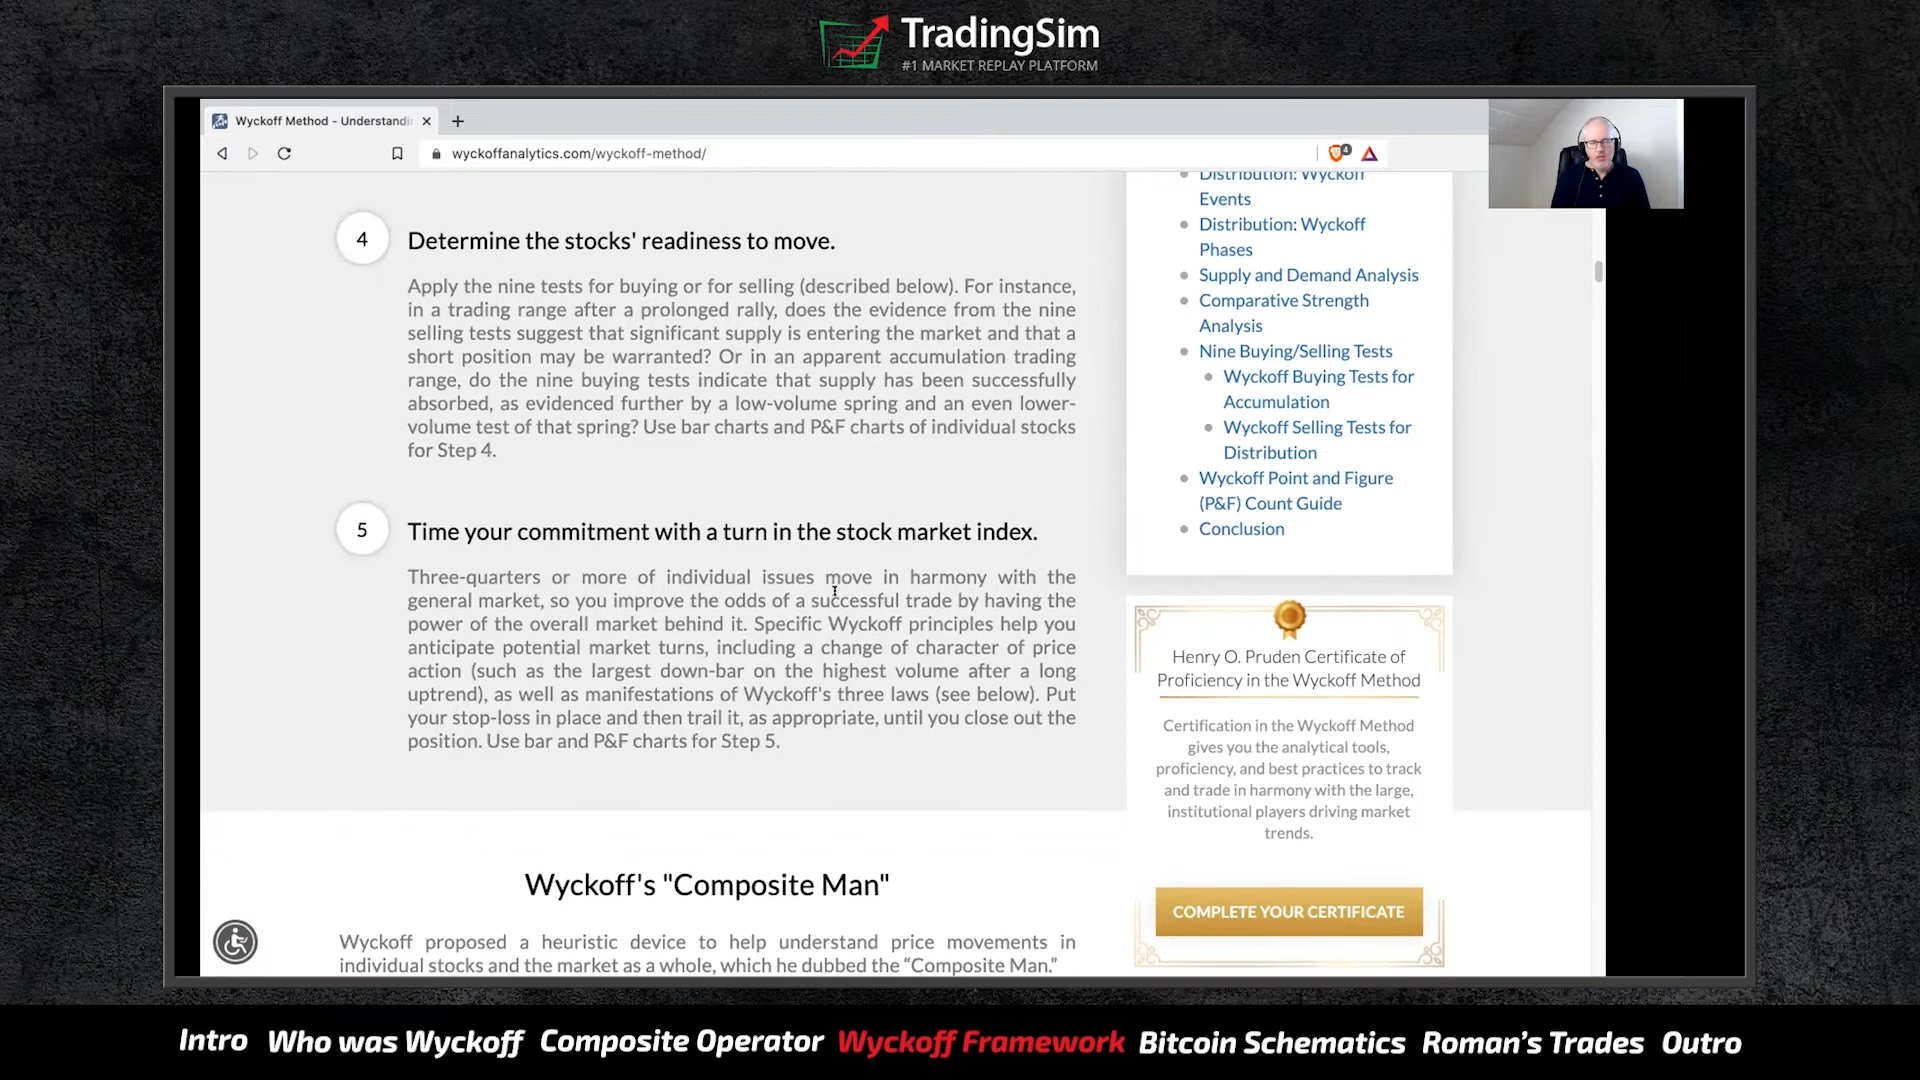 TradingSim
#1 MARKET REPLAY PLATFORM
Wyckoff Method - Understandi
wyckoffanalytics.com/wyckoff-method/
4
4
Determine the stocks' readiness to move.
Apply the nine tests for buying or for selling (described below). For instance,
in a trading range after a prolonged rally, does the evidence from the nine
selling tests suggest that significant supply is entering the market and that a
short position may be warranted? Or in an apparent accumulation trading
range, do the nine buying tests indicate that supply has been successfully
absorbed, as evidenced further by a low-volume spring and an even lower-
volume test of that spring? Use bar charts and P&F charts of individual stocks
for Step 4.
5
Time your commitment with a turn in the stock market index.
Three-quarters or more of individual issues move in harmony with the
general market, so you improve the odds of a successful trade by having the
power of the overall market behind it. Specific Wyckoff principles help you
anticipate potential market turns, including a change of character of price
action (such as the largest down-bar on the highest volume after a long
uptrend), as well as manifestations of Wyckoff's three laws (see below). Put
your stop-loss in place and then trail it, as appropriate, until you close out the
position. Use bar and P&F charts for Step 5.
Wyckoff's "Composite Man"
Wyckoff proposed a heuristic device to help understand price movements in
individual stocks and the market as a whole, which he dubbed the “Composite Man.”
Distribution: Wyckoff
Events
Distribution: Wyckoff
Phases
Supply and Demand Analysis
Comparative Strength
Analysis
Nine Buying/Selling Tests
Wyckoff Buying Tests for
Accumulation
Wyckoff Selling Tests for
Distribution
Wyckoff Point and Figure
(P&F) Count Guide
Conclusion
Henry O. Pruden Certificate of
Proficiency in the Wyckoff Method
Certification in the Wyckoff Method
gives you the analytical tools,
proficiency, and best practices to track
and trade in harmony with the large,
institutional players driving market
trends.
COMPLETE YOUR CERTIFICATE
Intro Who was Wyckoff Composite Operator Wyckoff Framework Bitcoin Schematics Roman's Trades Outro